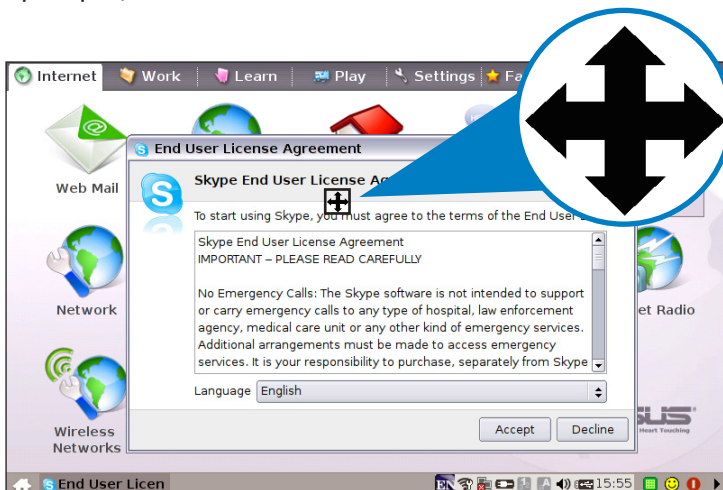 Internet Work Learn Play Settings Fa
End User License Agreement
Skype End User License Ag
To start using Skype, you must agree to the terms of the End User
Skype End User License Agreement
IMPORTANT – PLEASE READ CAREFULLY
No Emergency Calls: The Skype software is not intended to support
or carry emergency calls to any type of hospital, law enforcement
agency, medical care unit or any other kind of emergency services.
Additional arrangements must be made to access emergency
services. It is your responsibility to purchase, separately from Skype
Language English
Accept Decline
Web Mail
Network
et Radio
Wireless
Networks
Heart Touching
End User Licen
EN 15:55